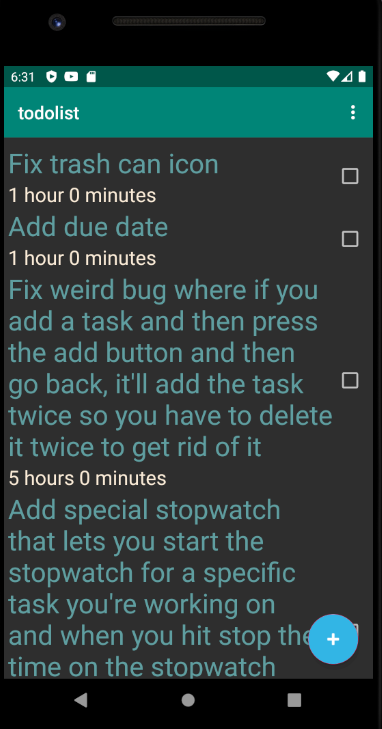 6:31
todolist
Fix trash can icon
1 hour 0 minutes
Add due date
1 hour 0 minutes
Fix weird bug where if you
add a task and then press
the add button and then
go back, it'll add the task
twice so you have to delete
it twice to get rid of it
5 hours 0 minutes
Add special stopwatch
that lets you start the
stopwatch for a specific
task you're working on
and when you hit stop the
time on the stopwatch